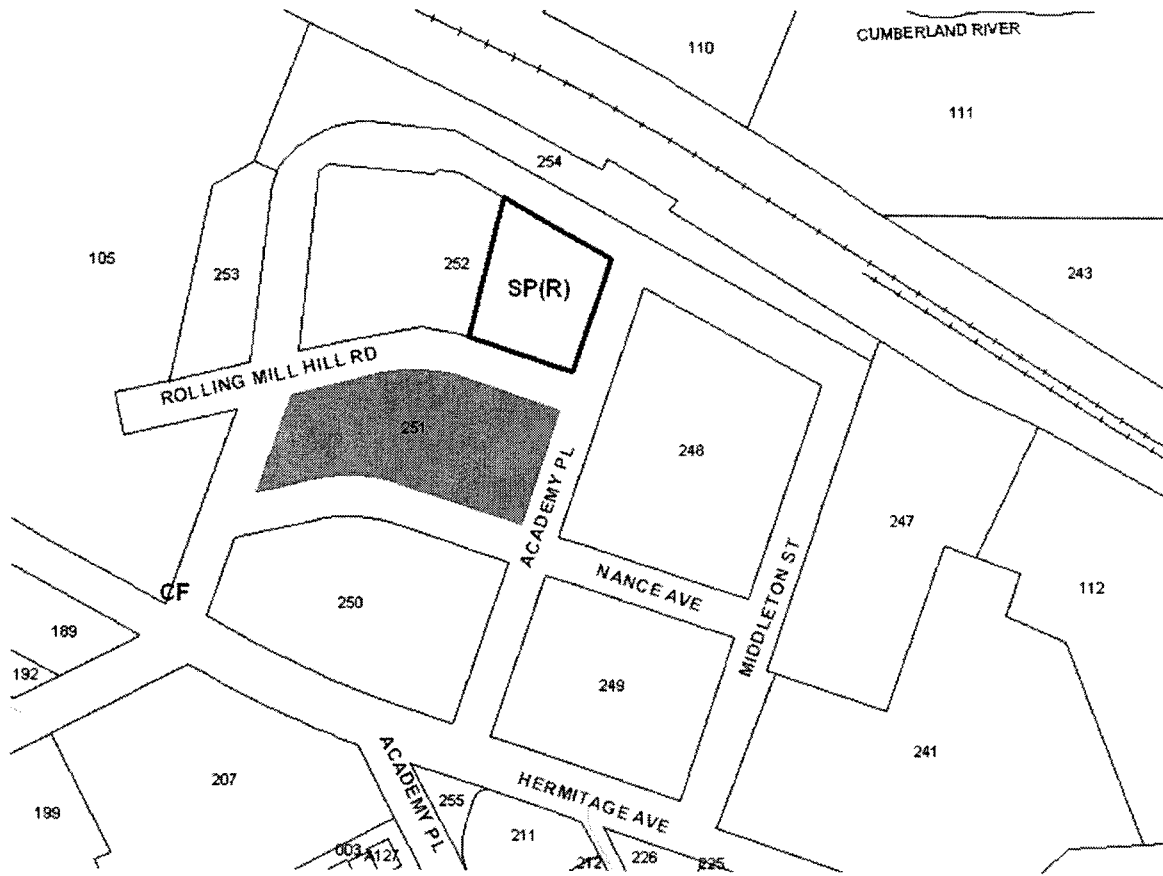 CUMBERLAND RIVER
110
111
254
105
253
252
243
SP(R)
ROLLING MILL HILL RD
251
248
ACADEMY PL
247
NANCE AVE
MIDDLETON ST
112
CF
250
189
192
249
241
207
ACADEMY PL
HERMITAGE AVE
255
199
211
003
A127
212
226
225